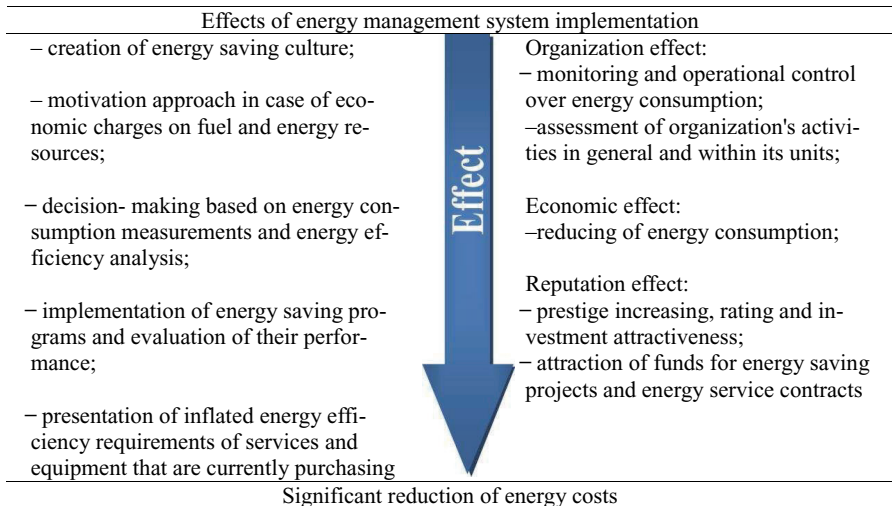 Effects of energy management system implementation
– creation of energy saving culture;
– motivation approach in case of eco-
nomic charges on fuel and energy re-
sources;
– decision- making based on energy con-
sumption measurements and energy ef-
ficiency analysis;
– implementation of energy saving pro-
grams and evaluation of their perfor-
mance;
– presentation of inflated energy effi-
ciency requirements of services and
equipment that are currently purchasing
Effect
Organization effect:
– monitoring and operational control
over energy consumption;
–assessment of organization's activi-
ties in general and within its units;
Economic effect:
–reducing of energy consumption;
Reputation effect:
– prestige increasing, rating and in-
vestment attractiveness;
– attraction of funds for energy saving
projects and energy service contracts
Significant reduction of energy costs